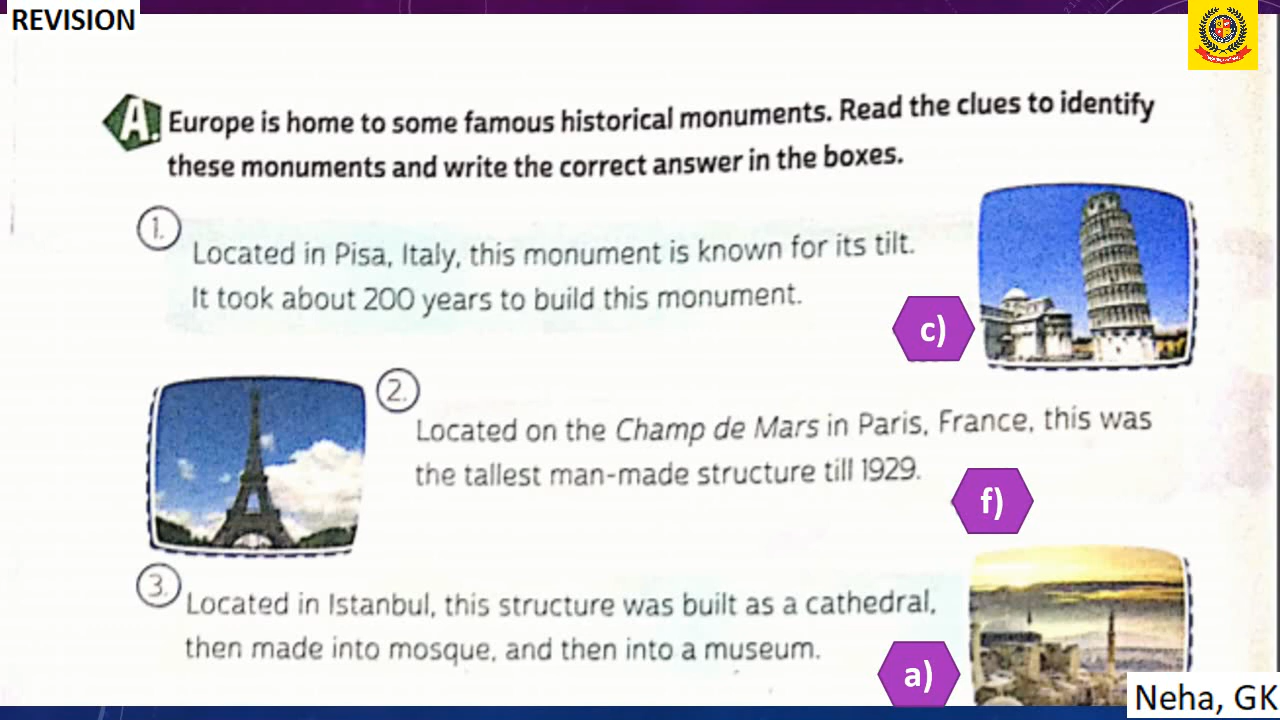 REVISION
A. Europe is home to some famous historical monuments. Read the clues to identify
these monuments and write the correct answer in the boxes.
1.
Located in Pisa, Italy, this monument is known for its tilt.
It took about 200 years to build this monument.
c)
2.
Located on the Champ de Mars in Paris, France, this was
the tallest man-made structure till 1929.
f)
3.
Located in Istanbul, this structure was built as a cathedral,
then made into mosque, and then into a museum.
a)
Neha, GK